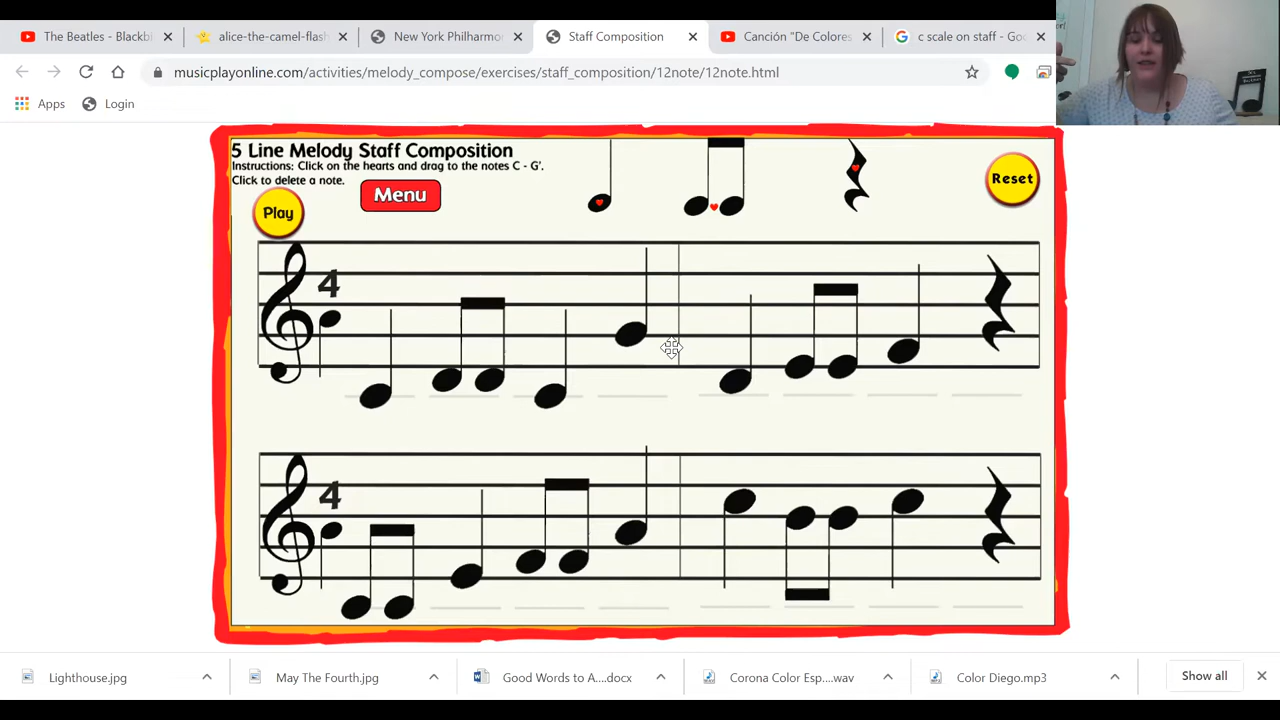 The Beatles - Blackbi
alice-the-camel-flash
New York Philharmo
Staff Composition
Canción "De Colores
c scale on staff - Goo
musicplayonline.com/activities/melody_compose/exercises/staff_composition/12note/12note.html
Apps
Login
5 Line Melody Staff Composition
Instructions: Click on the hearts and drag to the notes C - G'.
Click to delete a note.
Menu
Play
Reset
4
4
Lighthouse.jpg
May The Fourth.jpg
Good Words to A....docx
Corona Color Esp....wav
Color Diego.mp3
Show all